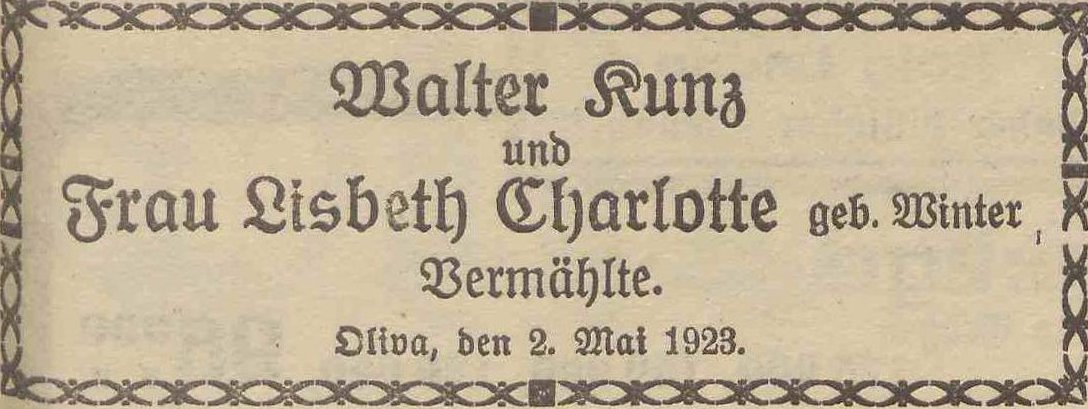 Walter Kunz
und
Frau Lisbeth Charlotte geb. Winter,
Vermählte.
Oliva, den 2. Mai 1923.